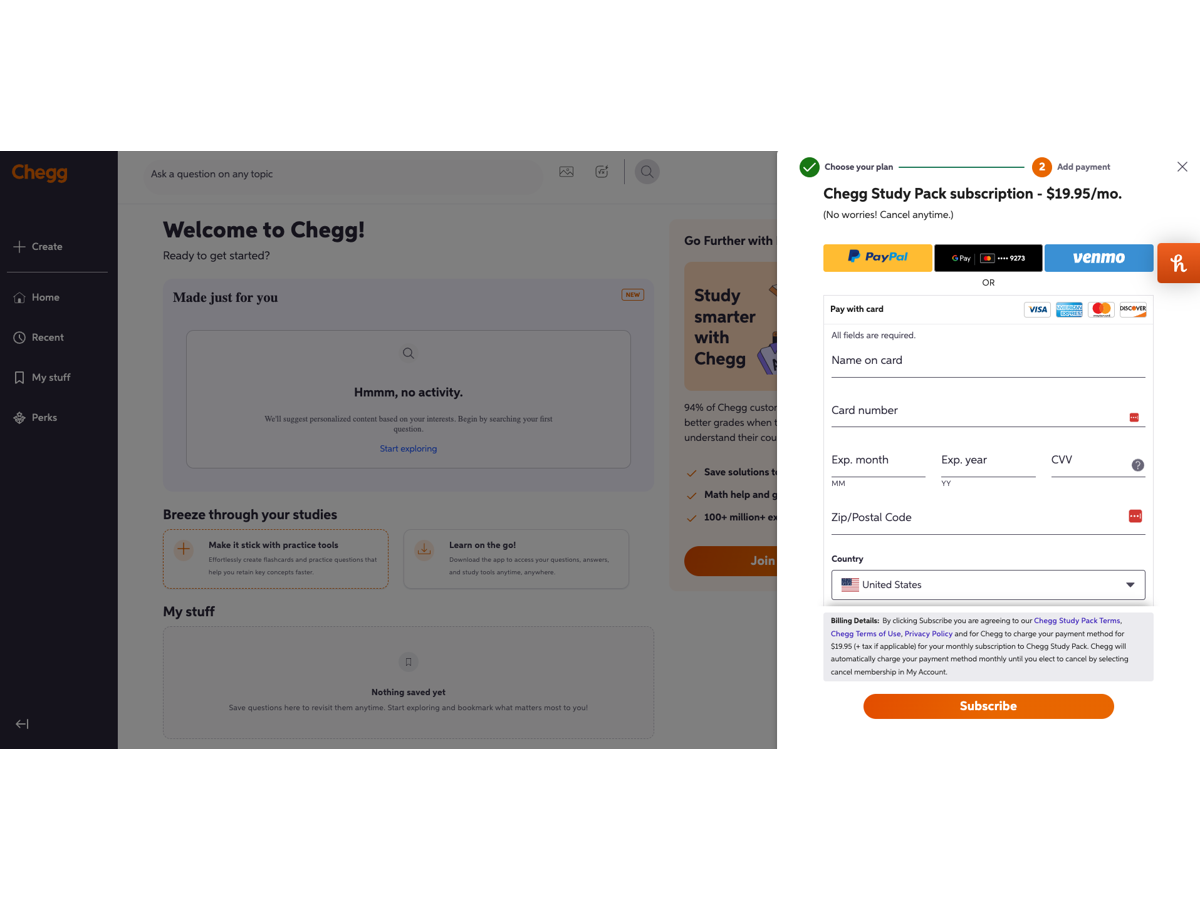 Chegg
Create
Home
Recent
My stuff
Perks
Ask a question on any topic
Welcome to Chegg!
Ready to get started?
Made just for you
NEW
Hmmm, no activity.
We'll suggest personalized content based on your interests. Begin by searching your first
question.
Start exploring
Breeze through your studies
Make it stick with practice tools
Effortlessly create flashcards and practice questions that
help you retain key concepts faster.
Learn on the go!
Download the app to access your questions, answers,
and study tools anytime, anywhere.
My stuff
Nothing saved yet
Save questions here to revisit them anytime. Start exploring and bookmark what matters most to you!
Go Further with
Study
smarter
with
Chegg
94% of Chegg custor
better grades when t
understand their cou
Save solutions to
Math help and g
100+ million+ ex
Join
Choose your plan
2
Add payment
Chegg Study Pack subscription - $19.95/mo.
(No worries! Cancel anytime.)
PayPal
G Pay •••• 9273
venmo
OR
Pay with card
VISA
AMERICAN EXPRESS
mastercard
DISCOVER
All fields are required.
Name on card
Card number
Exp. month
Exp. year
CVV
?
MM
YY
Zip/Postal Code
Country
United States
Billing Details: By clicking Subscribe you are agreeing to our Chegg Study Pack Terms,
Chegg Terms of Use, Privacy Policy and for Chegg to charge your payment method for
$19.95 (+ tax if applicable) for your monthly subscription to Chegg Study Pack. Chegg will
automatically charge your payment method monthly until you elect to cancel by selecting
cancel membership in My Account.
Subscribe
h